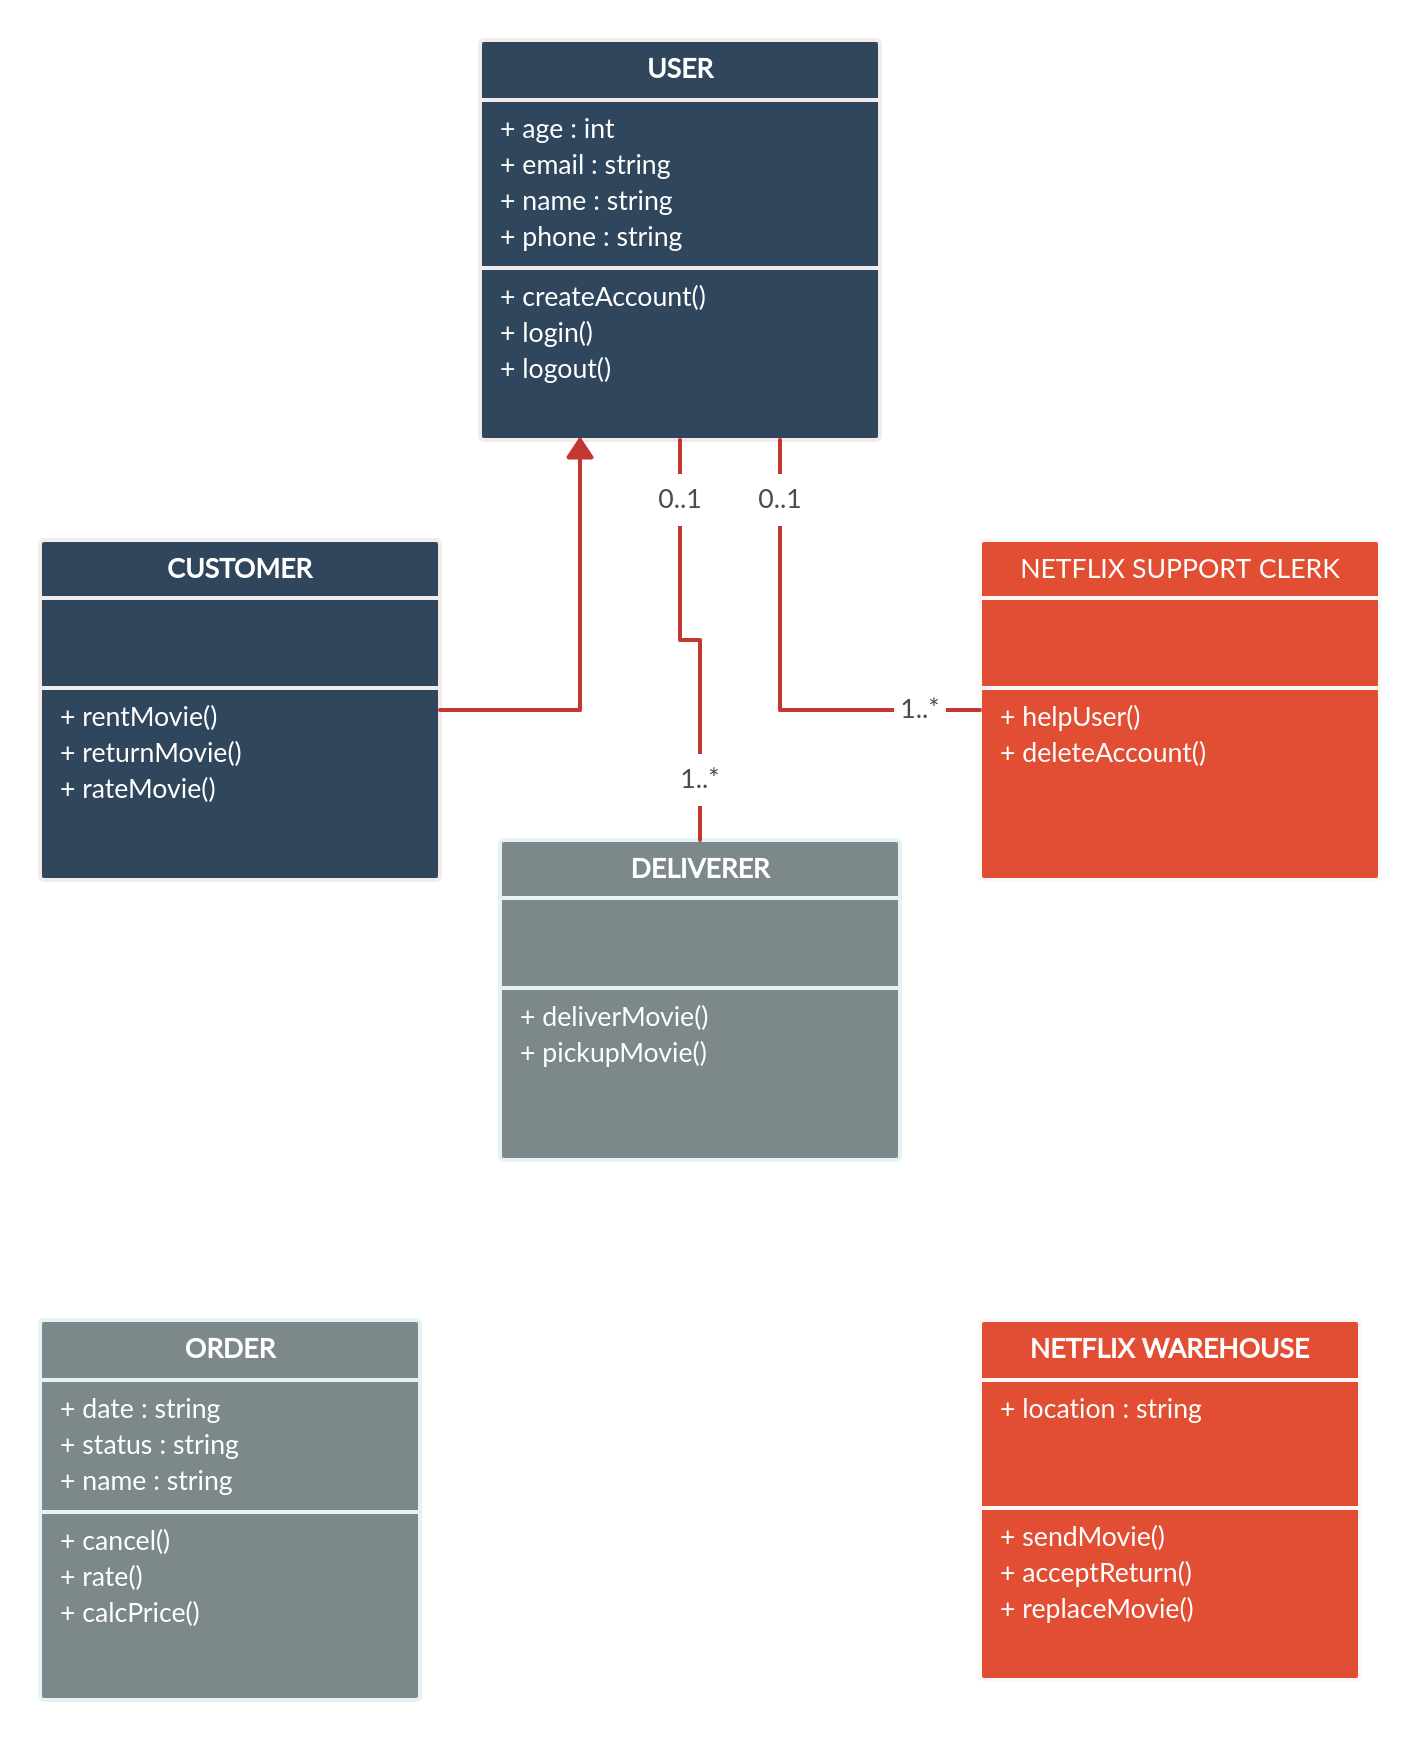 USER
+ age : int
+ email : string
+ name : string
+ phone : string
+ createAccount()
+ login()
+ logout()
0..1
0..1
CUSTOMER
+ rentMovie()
+ returnMovie()
+ rateMovie()
NETFLIX SUPPORT CLERK
1..*
+ helpUser()
+ deleteAccount()
1..*
DELIVERER
+ deliverMovie()
+ pickupMovie()
ORDER
+ date : string
+ status : string
+ name : string
+ cancel()
+ rate()
+ calcPrice()
NETFLIX WAREHOUSE
+ location : string
+ sendMovie()
+ acceptReturn()
+ replaceMovie()